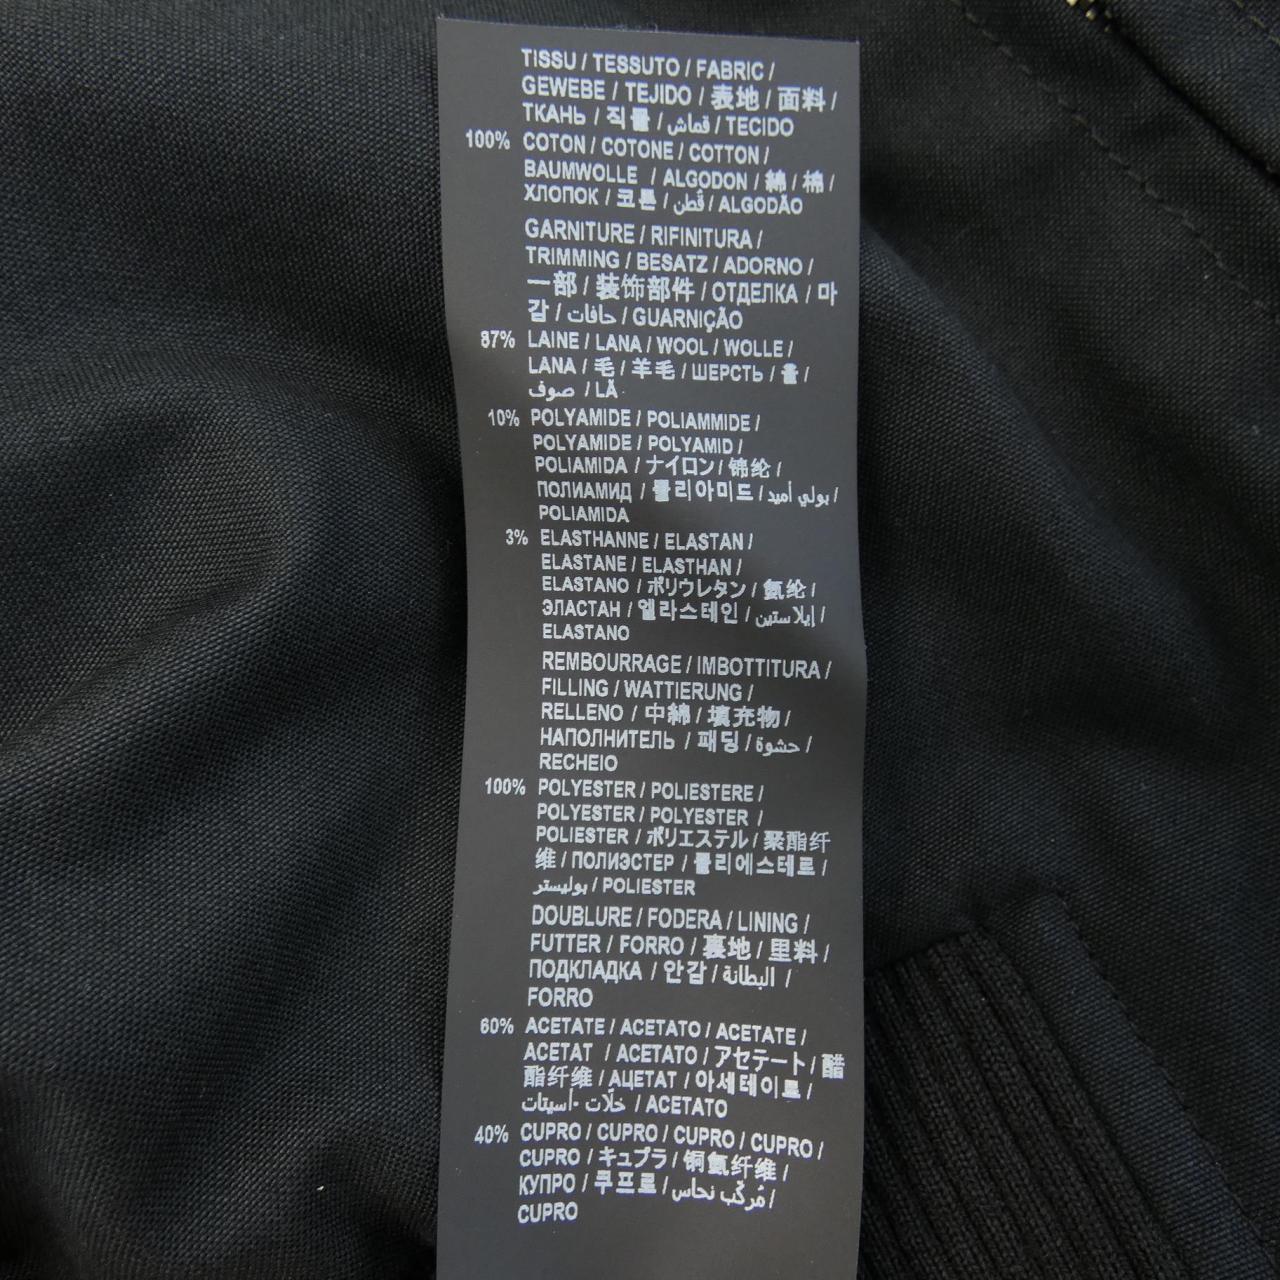 TISSU / TESSUTO / FABRIC /
GEWEBE / TEJIDO / 表地 / 面料 /
ТКАНЬ / 직물 / قماش / TECIDO
100% COTON / COTONE / COTTON /
BAUMWOLLE / ALGODON / 綿 / 棉 /
ХЛОПОК / 코튼 / قُطن / ALGODÃO
GARNITURE / RIFINITURA /
TRIMMING / BESATZ / ADORNO /
一部 / 装饰部件 / ОТДЕЛКА / 마
감 / حافات / GUARNIÇÃO
87% LAINE / LANA / WOOL / WOLLE /
LANA / 毛 / 羊毛 / ШЕРСТЬ / 울 /
صوف / LÃ
10% POLYAMIDE / POLIAMMIDE /
POLYAMIDE / POLYAMID /
POLIAMIDA / ナイロン / 锦纶 /
ПОЛИАМИД / 폴리아미드 / بولي أميد /
POLIAMIDA
3% ELASTHANNE / ELASTAN /
ELASTANE / ELASTHAN /
ELASTANO / ポリウレタン / 氨纶 /
ЭЛАСТАН / 엘라스테인 / إيلاستين /
ELASTANO
REMBOURRAGE / IMBOTTITURA /
FILLING / WATTIERUNG /
RELLENO / 中綿 / 填充物 /
НАПОЛНИТЕЛЬ / 패딩 / حشوة /
RECHEIO
100% POLYESTER / POLIESTERE /
POLYESTER / POLYESTER /
POLIESTER / ポリエステル / 聚酯纤
维 / ПОЛИЭСТЕР / 폴리에스테르 /
بوليستر / POLIESTER
DOUBLURE / FODERA / LINING /
FUTTER / FORRO / 裏地 / 里料 /
ПОДКЛАДКА / 안감 / البطانة /
FORRO
60% ACETATE / ACETATO / ACETATE /
ACETAT / ACETATO / アセテート / 醋
酯纤维 / АЦЕТАТ / 아세테이트 /
خلّات -أسيتات / ACETATO
40% CUPRO / CUPRO / CUPRO / CUPRO /
CUPRO / キュプラ / 铜氨纤维 /
КУПРО / 쿠프로 / مُركّب نحاس /
CUPRO